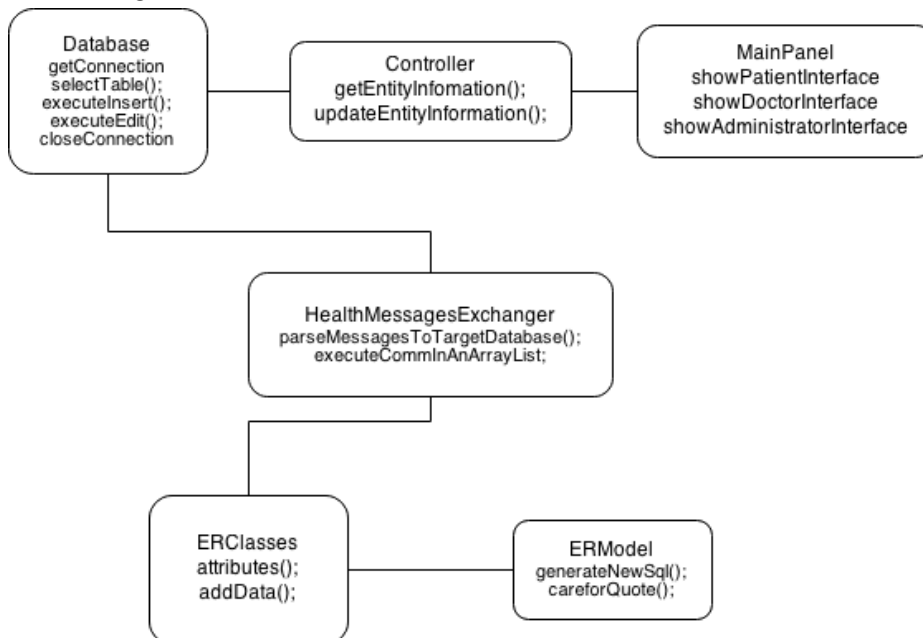 Database
getConnection
selectTable();
executeInsert();
executeEdit();
closeConnection
Controller
getEntityInfomation();
updateEntityInformation();
MainPanel
showPatientInterface
showDoctorInterface
showAdministratorInterface
HealthMessagesExchanger
parseMessagesToTargetDatabase();
executeCommInAnArrayList;
ERClasses
attributes();
addData();
ERModel
generateNewSql();
careforQuote();